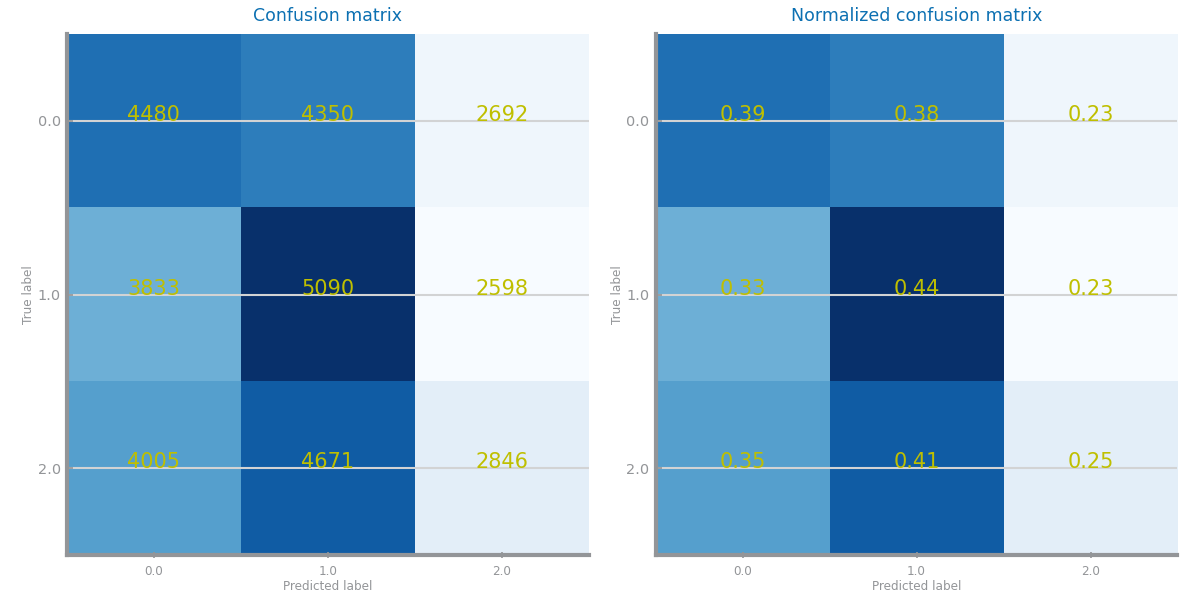 Confusion matrix
True label
0.0
4480 4350 2692
1.0
3833 5090 2598
2.0
4005 4671 2846
0.0 1.0 2.0
Predicted label
Normalized confusion matrix
True label
0.0
0.39 0.38 0.23
1.0
0.33 0.44 0.23
2.0
0.35 0.41 0.25
0.0 1.0 2.0
Predicted label